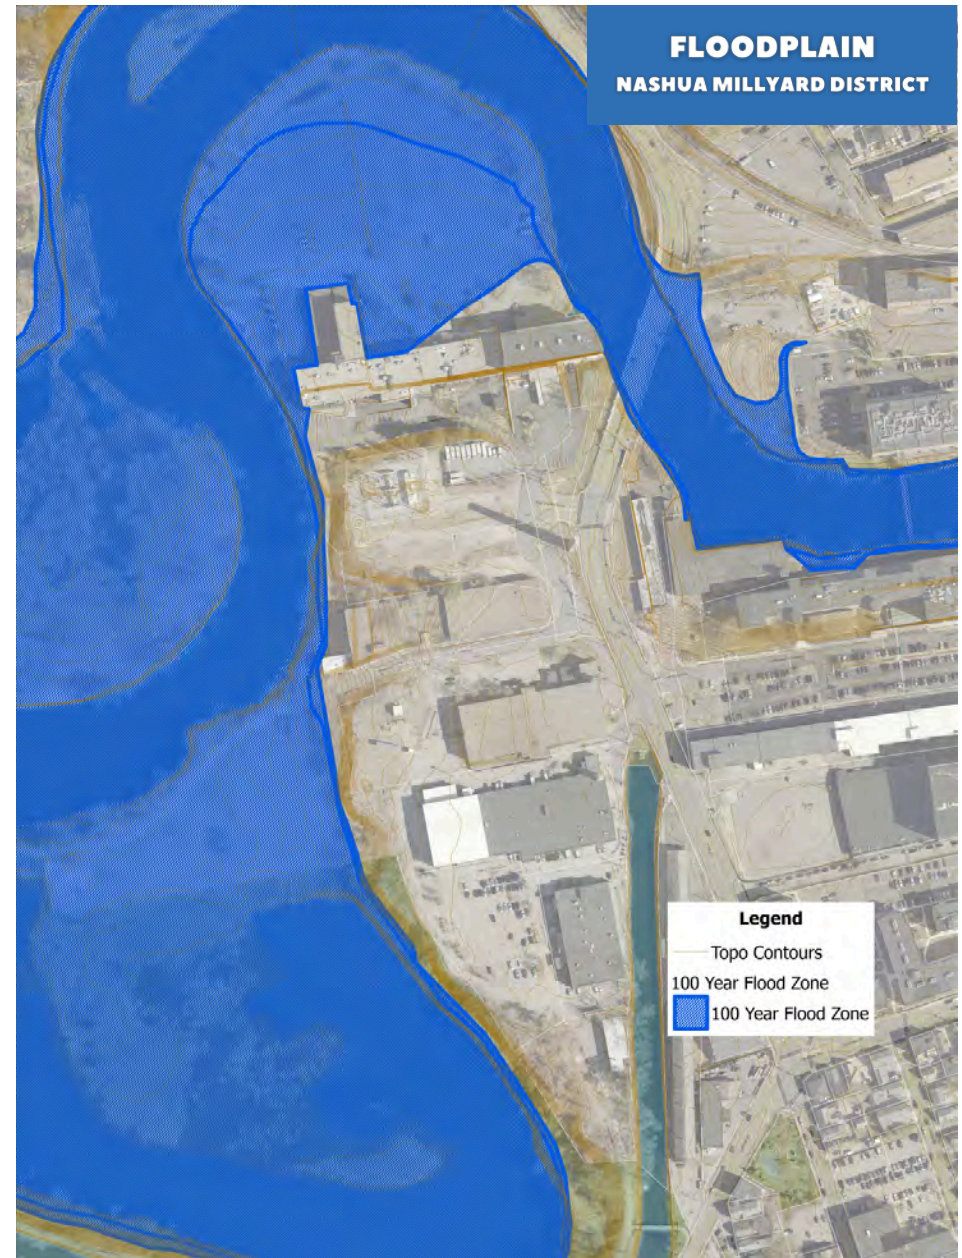 FLOODPLAIN
NASHUA MILLYARD DISTRICT
Legend
Topo Contours
100 Year Flood Zone
100 Year Flood Zone